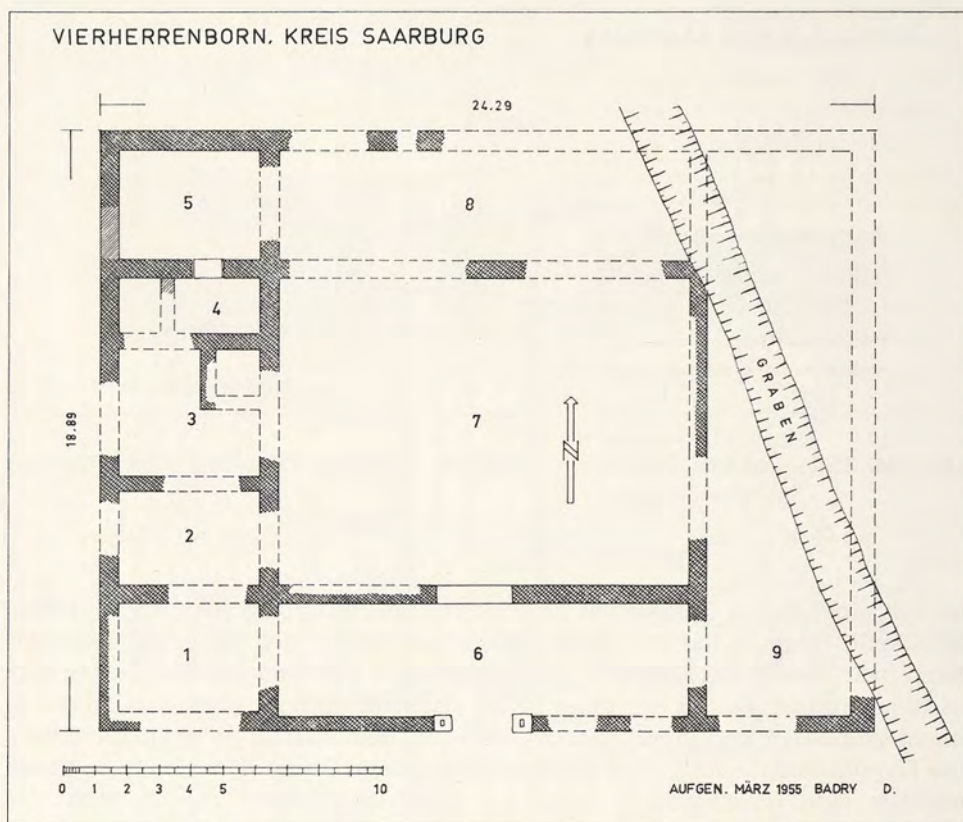 VIERHERRENBORN. KREIS SAARBURG
24.29
18.89
5
8
4
3
7
N
GRABEN
2
1
6
9
0 1 2 3 4 5 10
AUFGEN. MÄRZ 1955 BADRY D.